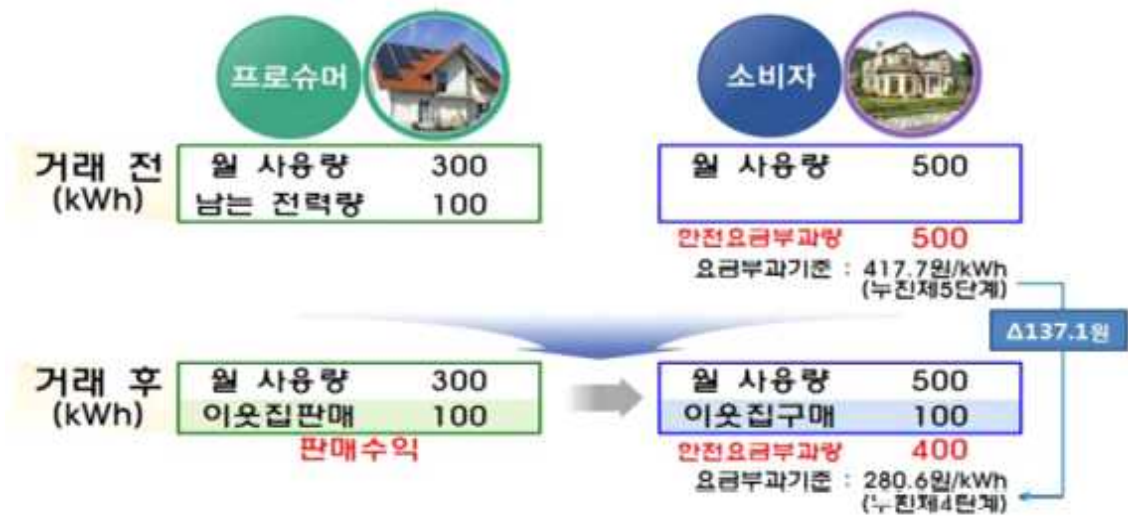 프로슈머
소비자
거래 전
(kWh)
월 사용량 300
남는 전력량 100
월 사용량 500
한전요금부과량 500
요금부과기준 : 417.7원/kWh
(누진제5단계)
Δ137.1원
거래 후
(kWh)
월 사용량 300
이웃집판매 100
판매수익
월 사용량 500
이웃집구매 100
한전요금부과량 400
요금부과기준 : 280.6원/kWh
(누진제4단계)